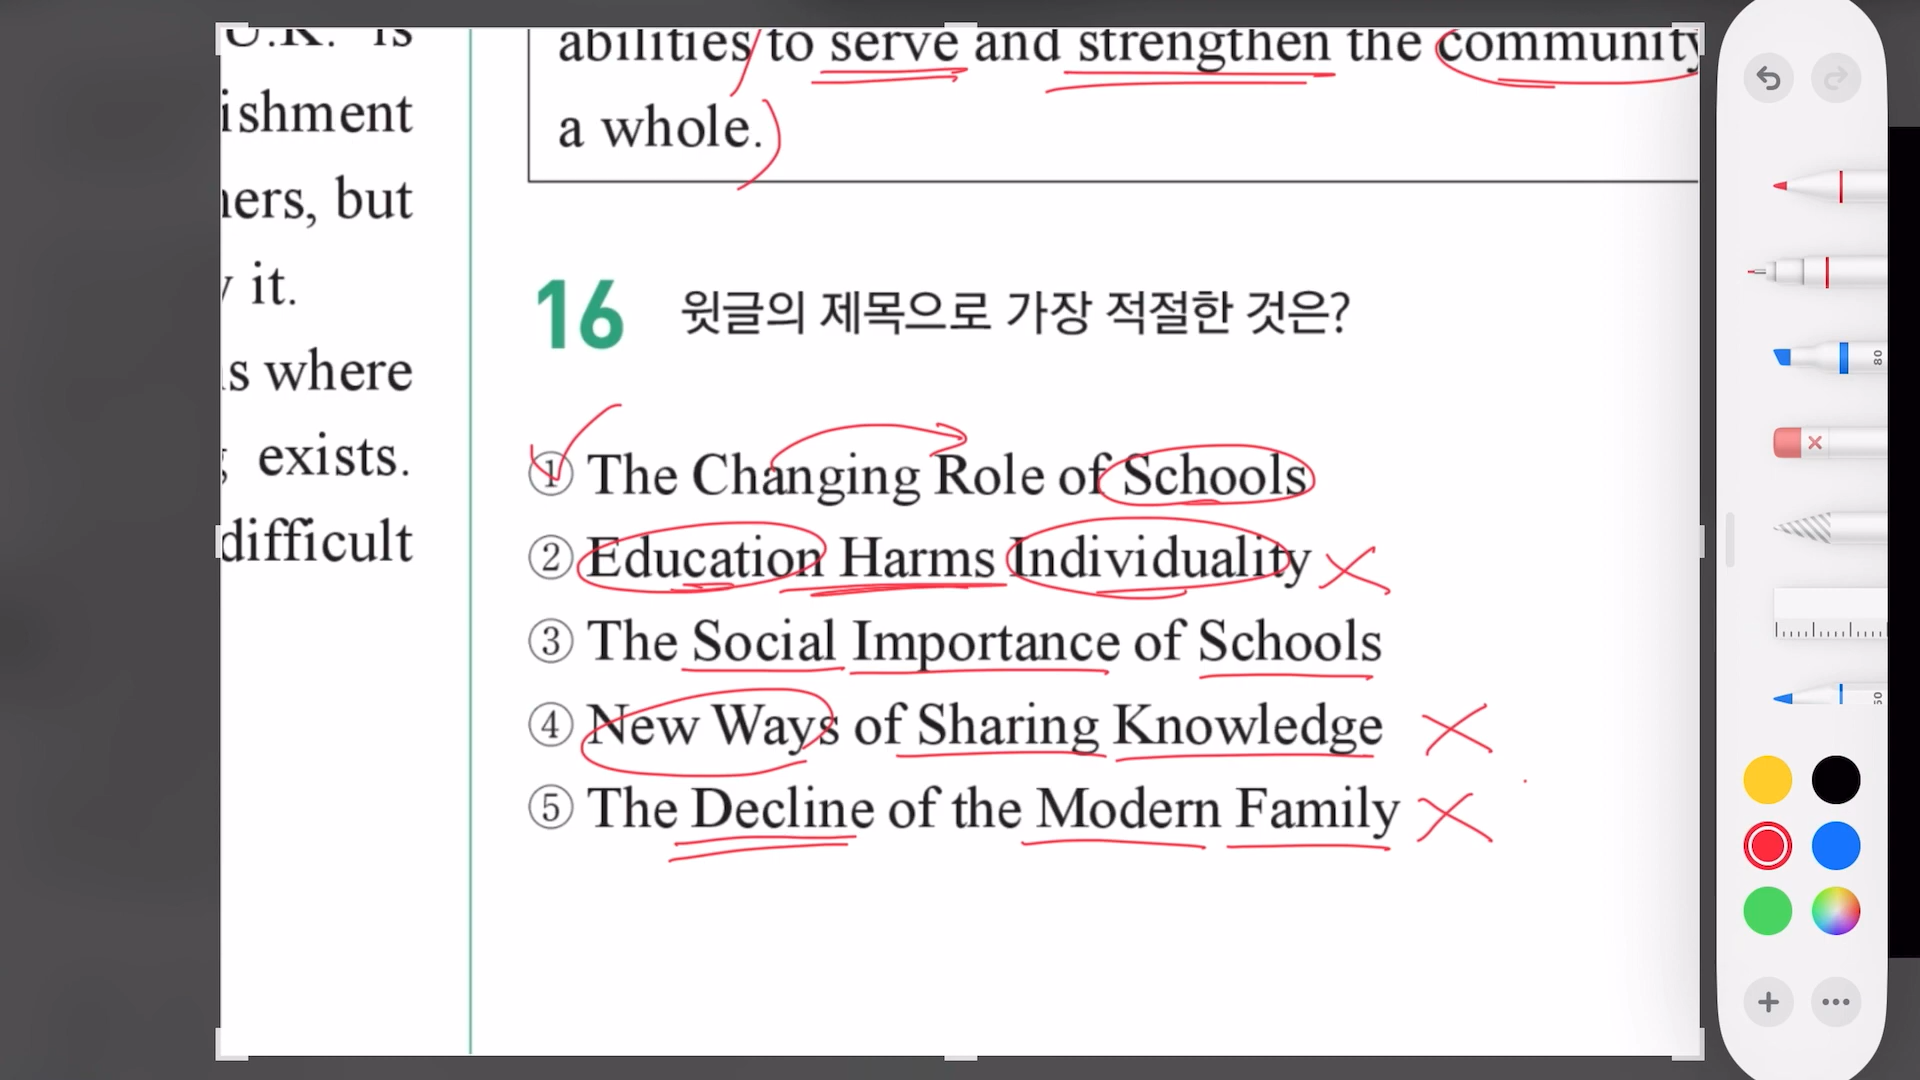 U.K. is
ishment
ners, but
it.
s where
exists.
difficult
abilities to serve and strengthen the community
a whole.
16 윗글의 제목으로 가장 적절한 것은?
① The Changing Role of Schools
② Education Harms Individuality
③ The Social Importance of Schools
④ New Ways of Sharing Knowledge
⑤ The Decline of the Modern Family
80
50